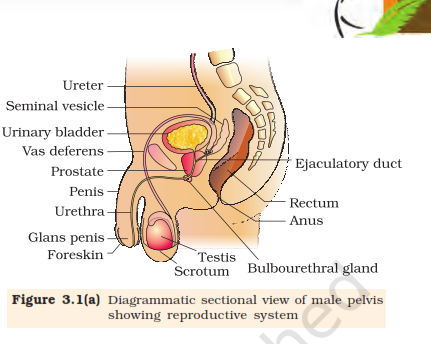 Ureter
Seminal vesicle
Urinary bladder
Vas deferens
Prostate
Penis
Urethra
Glans penis
Foreskin
Testis
Scrotum
Ejaculatory duct
Rectum
Anus
Bulbourethral gland
Figure 3.1(a) Diagrammatic sectional view of male pelvis
showing reproductive system